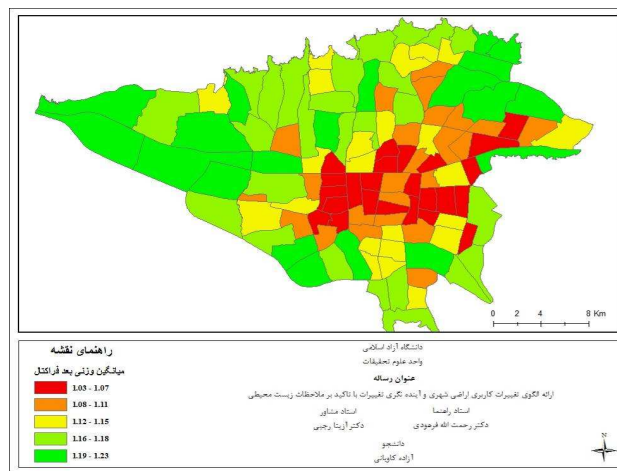 0 2 4 8 Km
راهنمای نقشه
میانگین وزنی بعد فراکتال
1.03 - 1.07
1.08 - 1.11
1.12 - 1.15
1.16 - 1.18
1.19 - 1.23
دانشگاه آزاد اسلامی
واحد علوم تحقیقات
عنوان رساله
ارائه الگوی تغییرات کاربری اراضی شهری و آینده نگری تغییرات با تاکید بر ملاحظات زیست محیطی
استاد راهنما استاد مشاور
دکتر رحمت الله فرهودی دکتر آزیتا رجبی
دانشجو
آزاده کاویانی
N